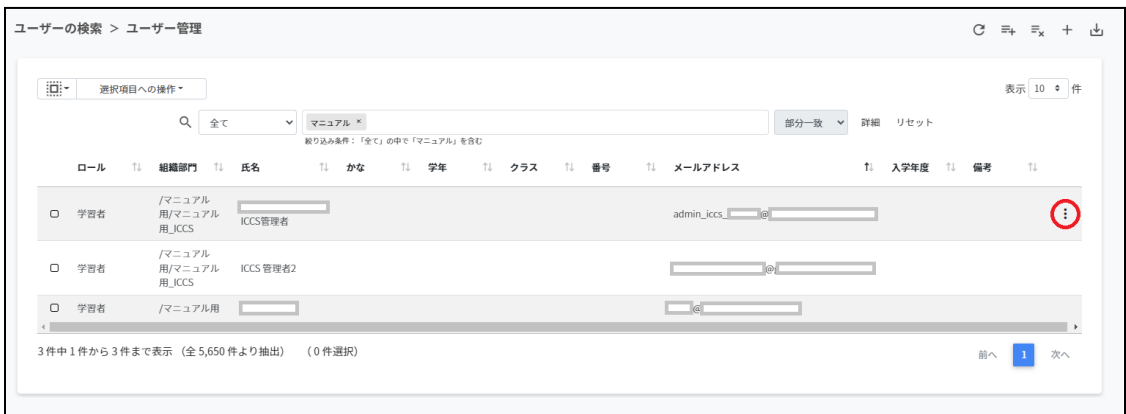 ユーザーの検索 > ユーザー管理
選択項目への操作
表示 10 件
全て マニュアル × 部分一致 詳細 リセット
絞り込み条件：「全て」の中で「マニュアル」を含む
ロール 組織部門 氏名 かな 学年 クラス 番号 メールアドレス 入学年度 備考
/マニュアル
学習者 用/マニュアル admin_iccs_ @
用_ICCS ICCS管理者
/マニュアル
学習者 用/マニュアル ICCS 管理者2 @
用_ICCS
学習者 /マニュアル用 @
3 件中 1 件から 3 件まで表示 （全 5,650 件より抽出） （ 0 件選択）
前へ 1 次へ